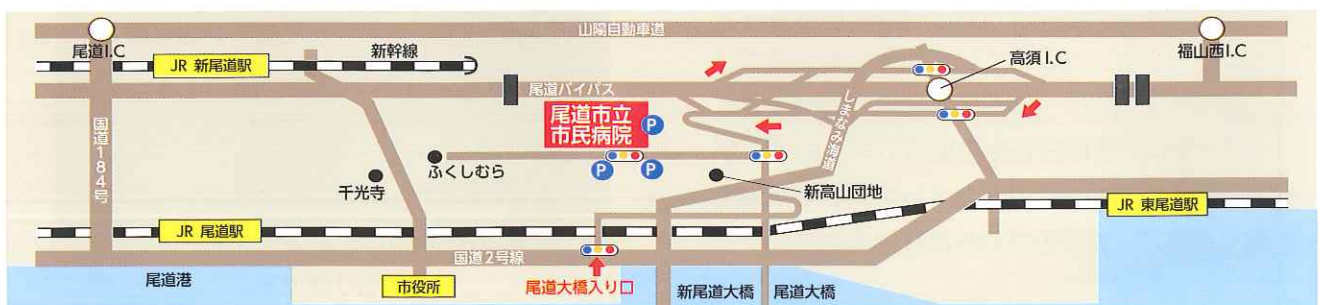 山陽自動車道
尾道I.C
新幹線
高須I.C
福山西I.C
JR 新尾道駅
尾道バイパス
しまなみ海道
国道184号
尾道市立
市民病院
P
ふくしむら
P
P
千光寺
新高山団地
JR 尾道駅
JR 東尾道駅
国道2号線
尾道港
市役所
尾道大橋入り口
新尾道大橋
尾道大橋